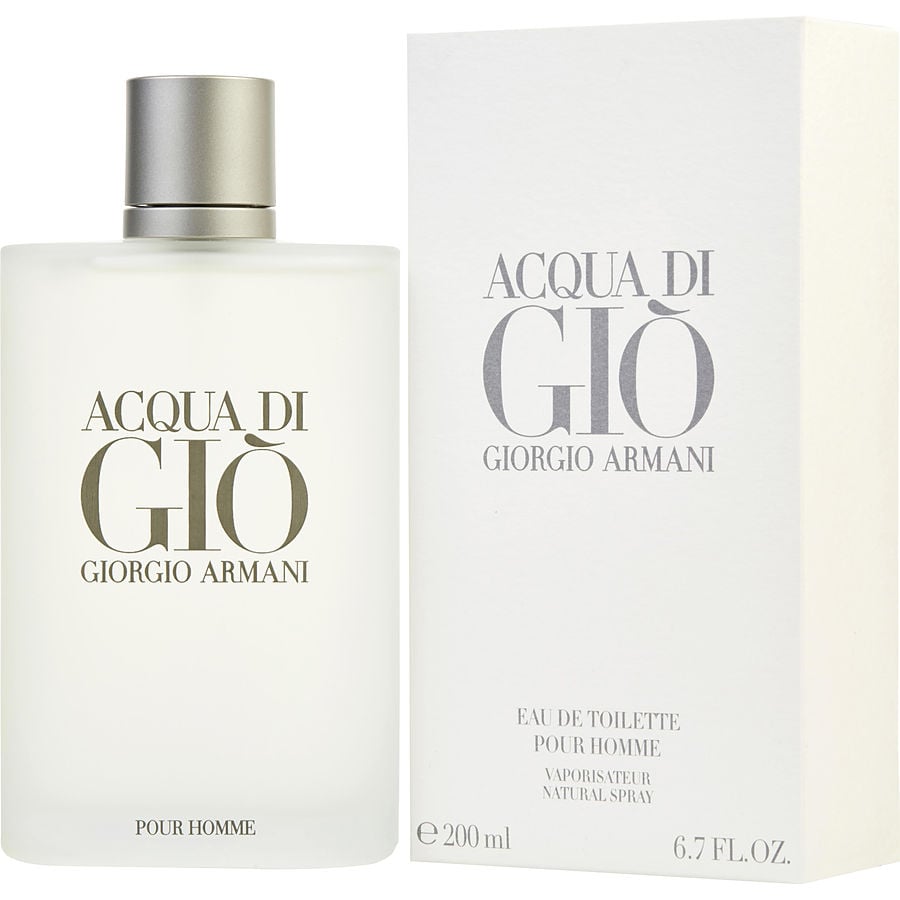 ACQUA DI
GIÒ
GIORGIO ARMANI
POUR HOMME
ACQUA DI
GIÒ
GIORGIO ARMANI
EAU DE TOILETTE
POUR HOMME
VAPORISATEUR
NATURAL SPRAY
℮ 200 ml
6.7 FL.OZ.